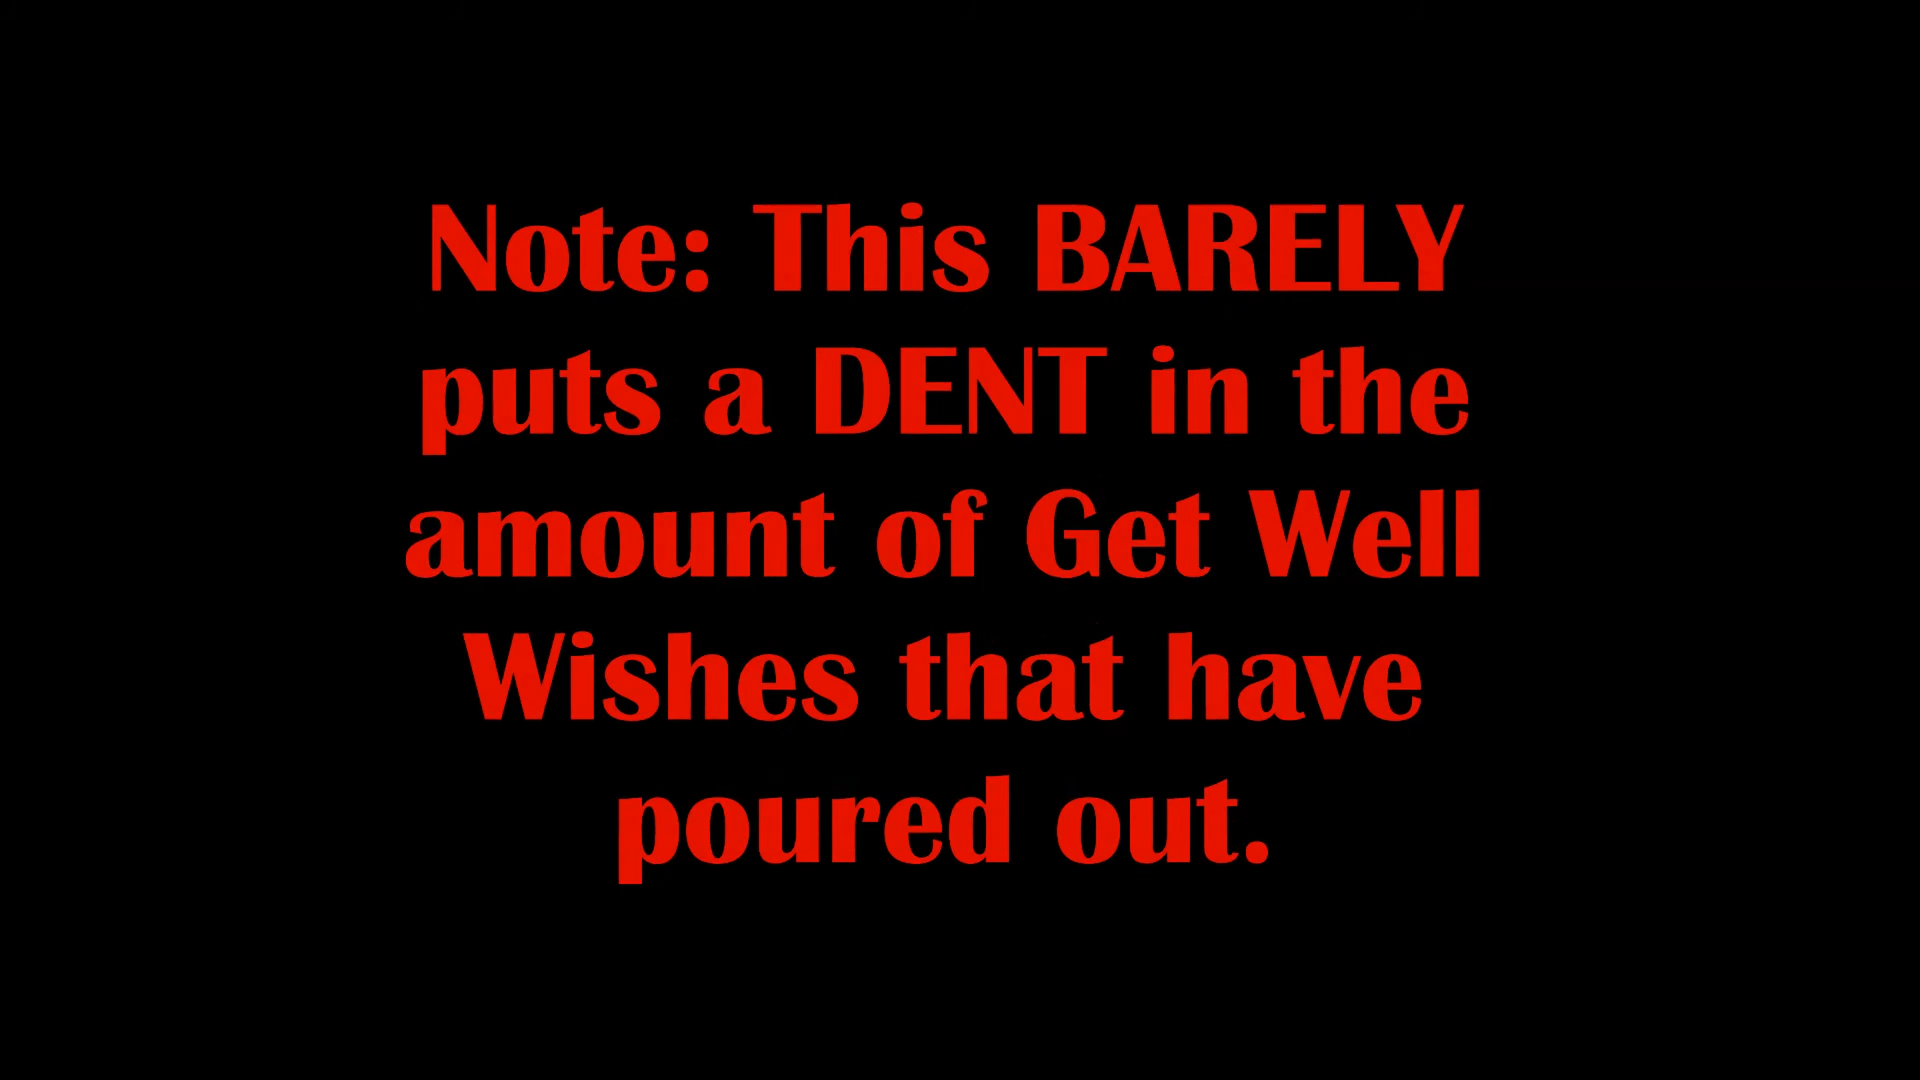 Note: This BARELY
puts a DENT in the
amount of Get Well
Wishes that have
poured out.